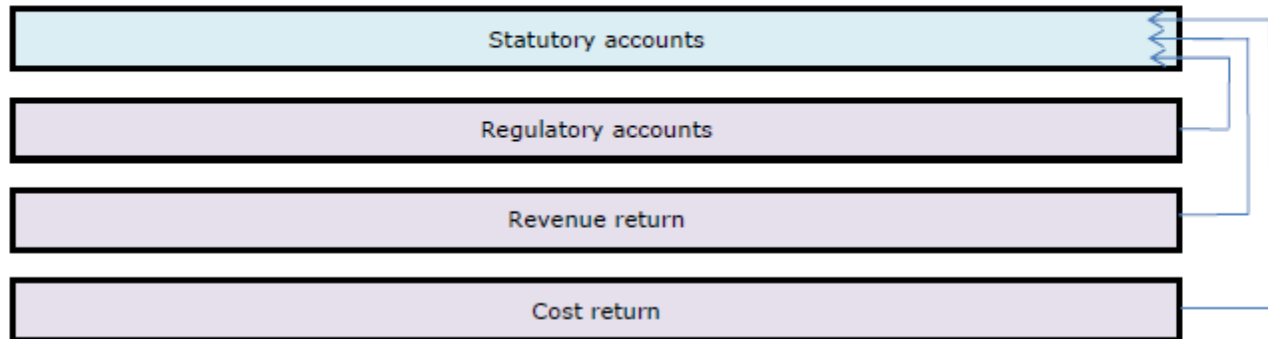 Statutory accounts
Regulatory accounts
Revenue return
Cost return